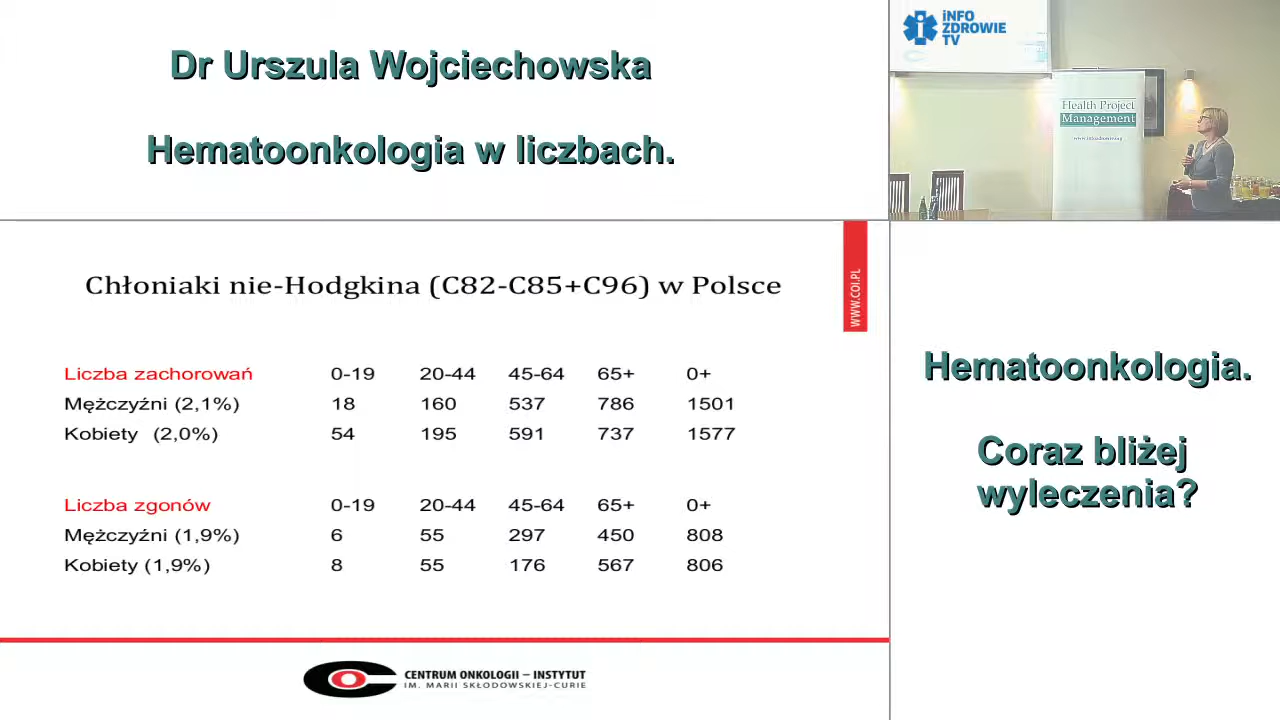 Dr Urszula Wojciechowska
Hematoonkologia w liczbach.
iNFO
ZDROWIE
TV
Health Project
Management
Chłoniaki nie-Hodgkina (C82-C85+C96) w Polsce
WWW.COI.PL
Liczba zachorowań 0-19 20-44 45-64 65+ 0+
Mężczyźni (2,1%) 18 160 537 786 1501
Kobiety (2,0%) 54 195 591 737 1577
Liczba zgonów 0-19 20-44 45-64 65+ 0+
Mężczyźni (1,9%) 6 55 297 450 808
Kobiety (1,9%) 8 55 176 567 806
Hematoonkologia.
Coraz bliżej
wyleczenia?
CENTRUM ONKOLOGII – INSTYTUT
IM. MARII SKŁODOWSKIEJ-CURIE